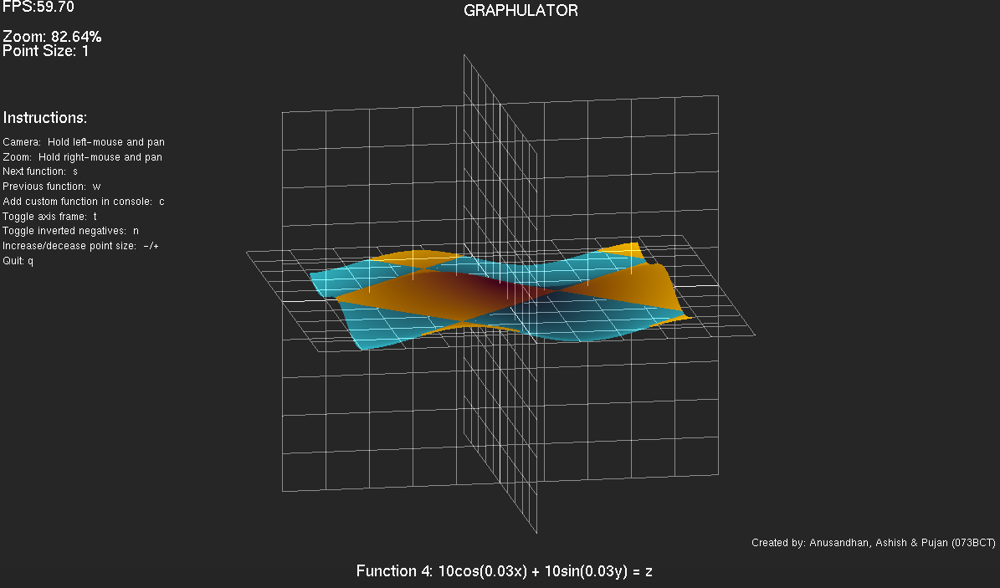 FPS:59.70
GRAPHULATOR
Zoom: 82.64%
Point Size: 1
Instructions:
Camera: Hold left-mouse and pan
Zoom: Hold right-mouse and pan
Next function: s
Previous function: w
Add custom function in console: c
Toggle axis frame: t
Toggle inverted negatives: n
Increase/decease point size: -/+
Quit: q
Created by: Anusandhan, Ashish & Pujan (073BCT)
Function 4: 10cos(0.03x) + 10sin(0.03y) = z